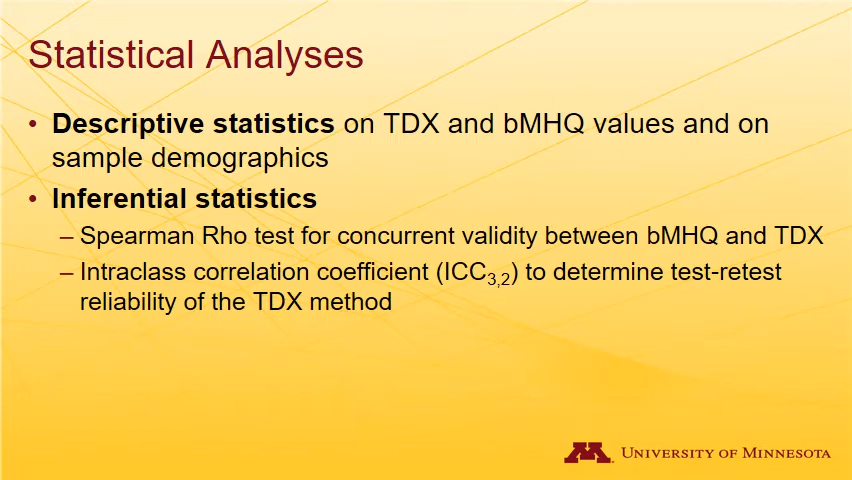 Statistical Analyses
• Descriptive statistics on TDX and bMHQ values and on
sample demographics
• Inferential statistics
– Spearman Rho test for concurrent validity between bMHQ and TDX
– Intraclass correlation coefficient (ICC3,2) to determine test-retest
reliability of the TDX method
M University of Minnesota